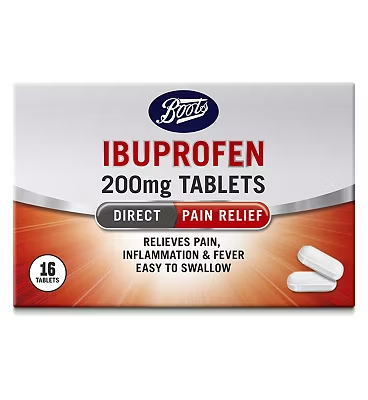 Boots
IBUPROFEN
200mg TABLETS
DIRECT PAIN RELIEF
RELIEVES PAIN,
INFLAMMATION & FEVER
EASY TO SWALLOW
16
TABLETS